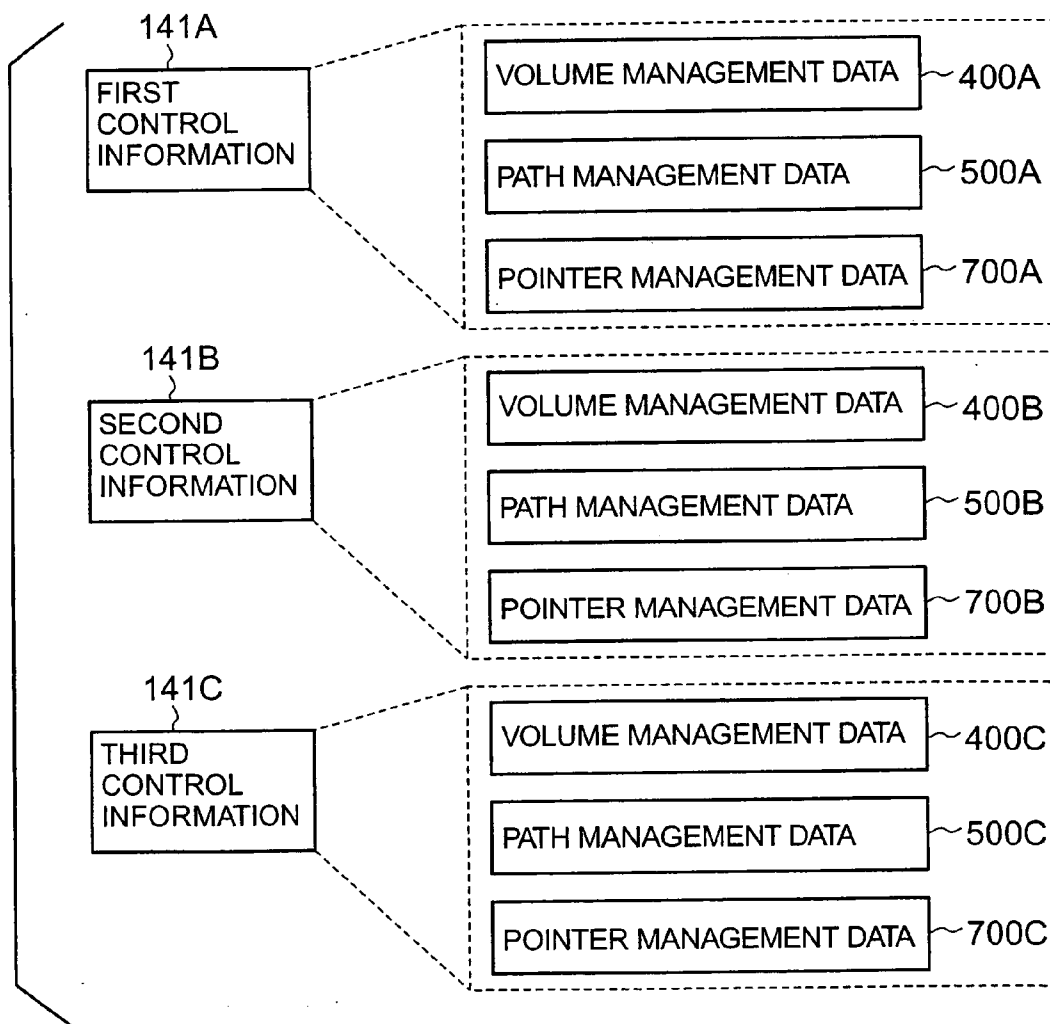 141A
FIRST
CONTROL
INFORMATION
VOLUME MANAGEMENT DATA
400A
PATH MANAGEMENT DATA
500A
POINTER MANAGEMENT DATA
700A
141B
SECOND
CONTROL
INFORMATION
VOLUME MANAGEMENT DATA
400B
PATH MANAGEMENT DATA
500B
POINTER MANAGEMENT DATA
700B
141C
THIRD
CONTROL
INFORMATION
VOLUME MANAGEMENT DATA
400C
PATH MANAGEMENT DATA
500C
POINTER MANAGEMENT DATA
700C